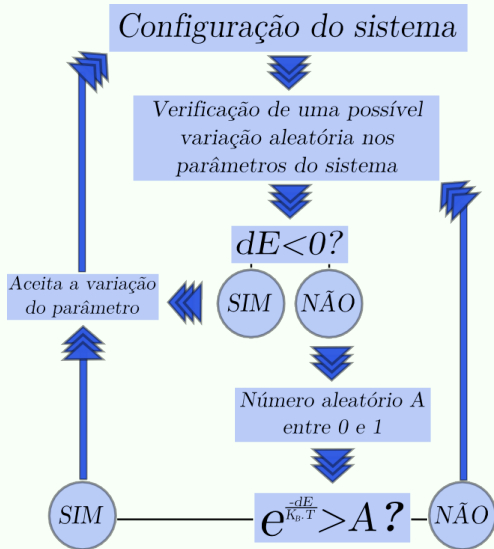 Configuração do sistema
Verificação de uma possível
variação aleatória nos
parâmetros do sistema
dE<0?
SIM
NÃO
Aceita a variação
do parâmetro
Número aleatório A
entre 0 e 1
e^{\frac{-dE}{K_B.T}}>A?
SIM
NÃO